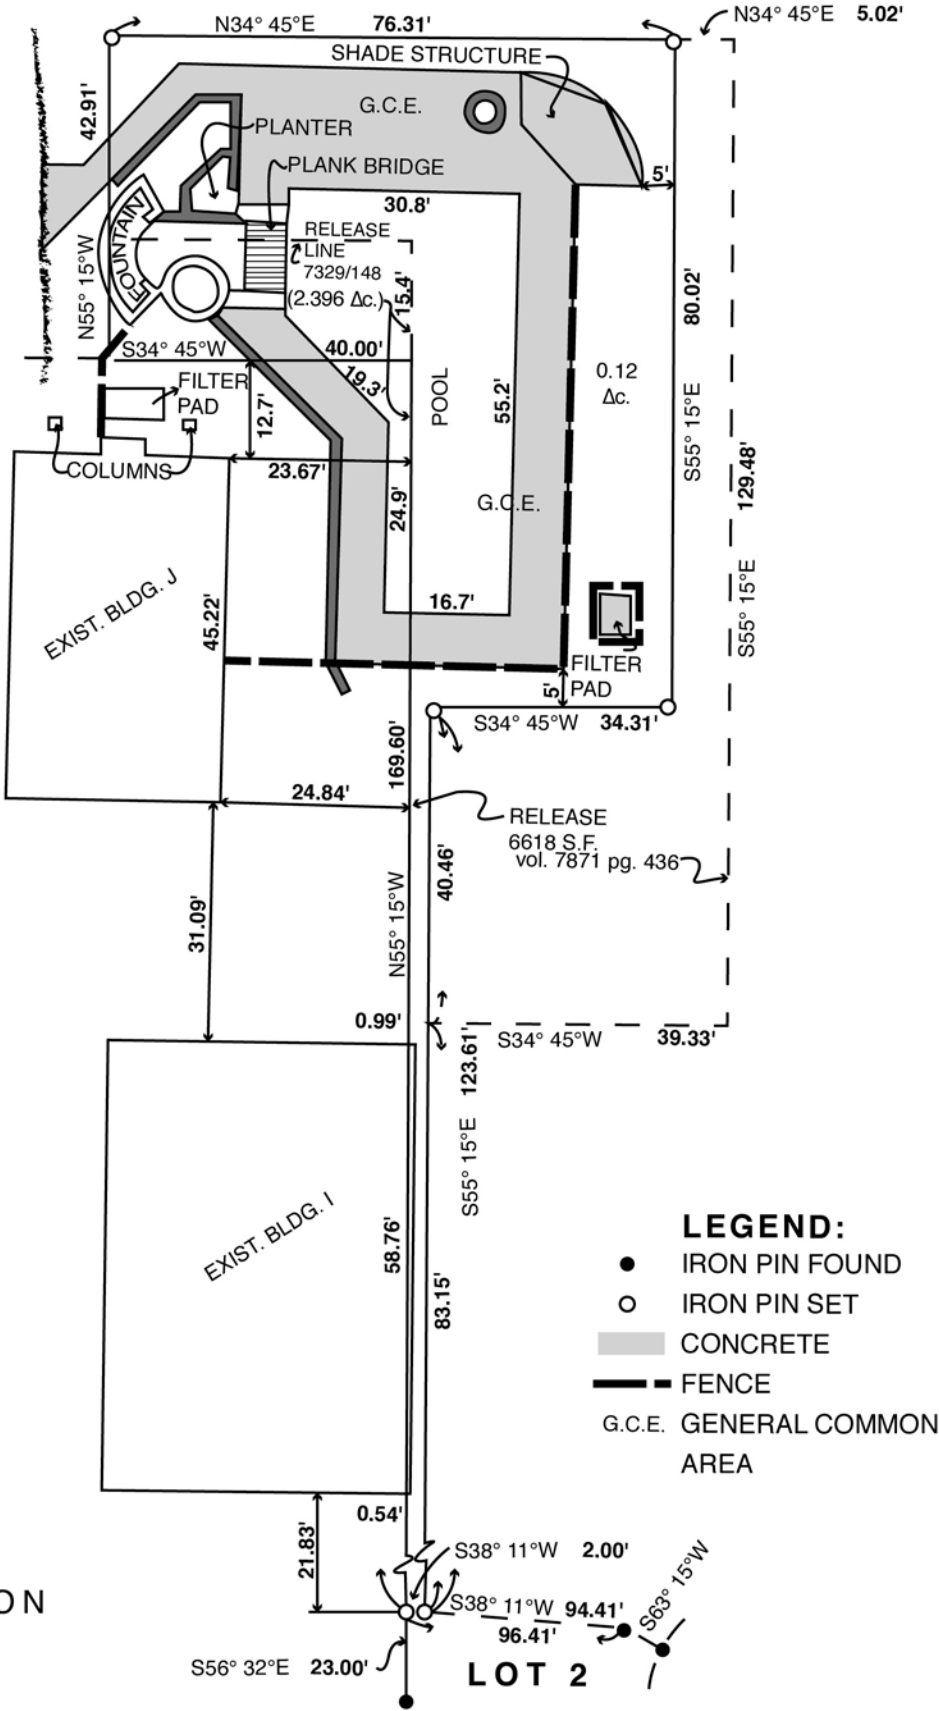 N34° 45°E 76.31'
N34° 45°E 5.02'
SHADE STRUCTURE
42.91'
G.C.E.
PLANTER
PLANK BRIDGE
5'
30.8'
FOUNTAIN
RELEASE
LINE
7329/148
(2.396 Δc.)
15.4'
N55° 15°W
80.02'
S34° 45°W 40.00'
19.3'
FILTER
PAD
12.7'
POOL
55.2'
0.12
Δc.
S55° 15°E
129.48'
COLUMNS
23.67'
24.9'
G.C.E.
EXIST. BLDG. J
45.22'
16.7'
S55° 15°E
FILTER
PAD
5'
S34° 45°W 34.31'
169.60'
24.84'
RELEASE
6618 S.F.
vol. 7871 pg. 436
40.46'
31.09'
N55° 15°W
0.99'
S34° 45°W 39.33'
123.61'
S55° 15°E
EXIST. BLDG. I
58.76'
83.15'
LEGEND:
IRON PIN FOUND
IRON PIN SET
CONCRETE
FENCE
G.C.E. GENERAL COMMON
AREA
0.54'
21.83'
S38° 11°W 2.00'
S38° 11°W 94.41'
96.41'
S63° 15°W
ON
S56° 32°E 23.00'
LOT 2